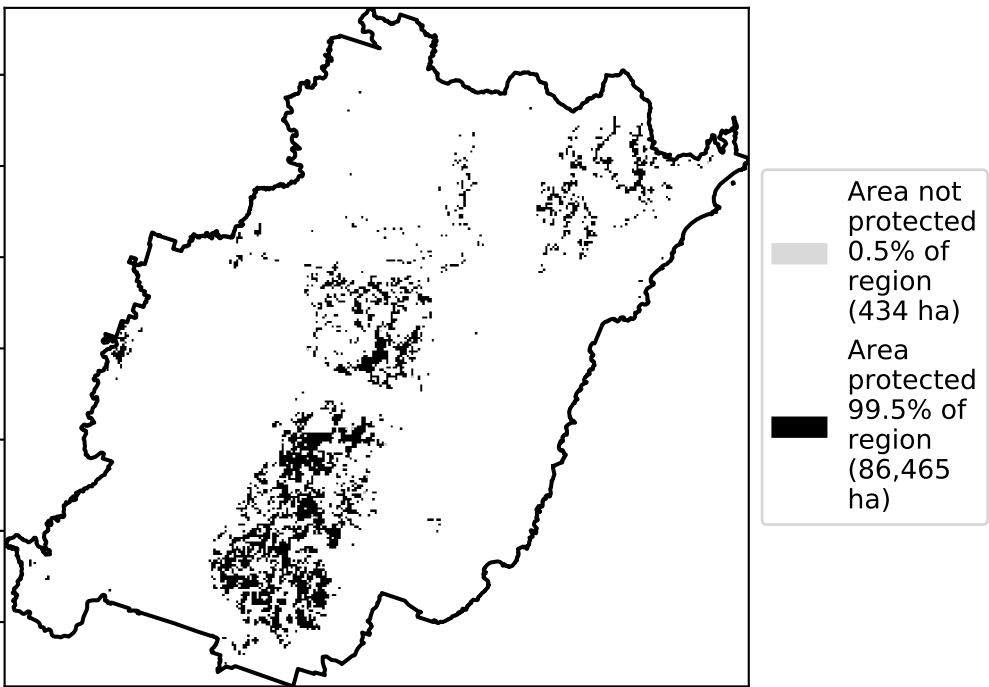 Area not
protected
0.5% of
region
(434 ha)
Area
protected
99.5% of
region
(86,465
ha)